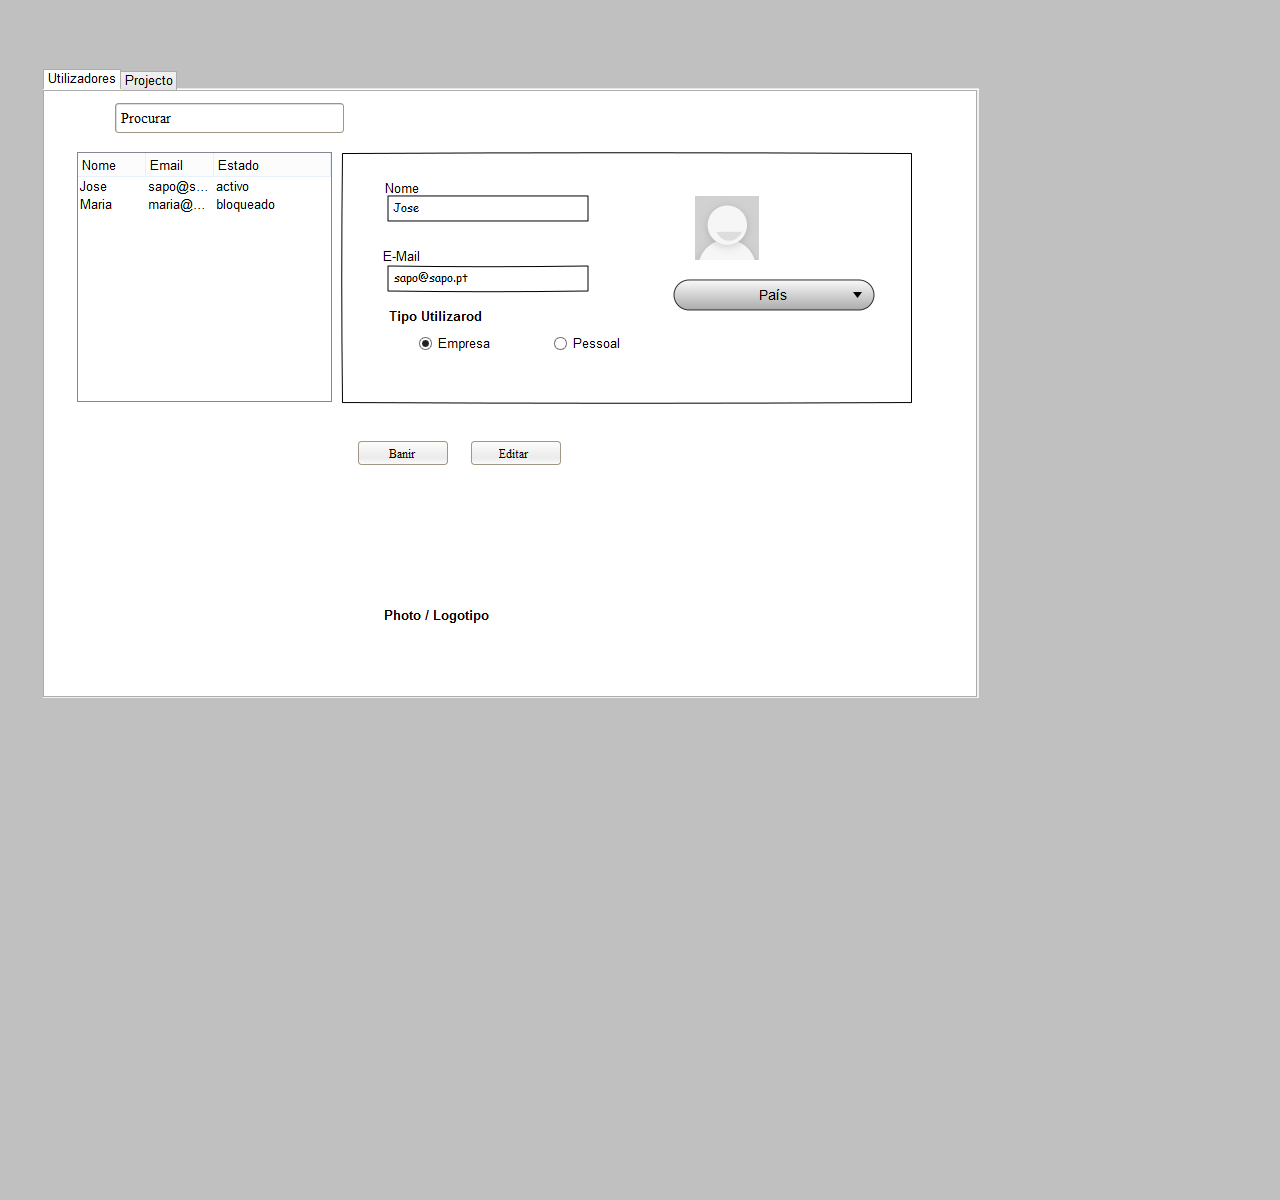 Utilizadores Projecto
Procurar
Nome Email Estado
Jose sapo@s... activo
Maria maria@... bloqueado
Nome
Jose
E-Mail
sapo@sapo.pt
País
Tipo Utilizarod
Empresa Pessoal
Banir Editar
Photo / Logotipo